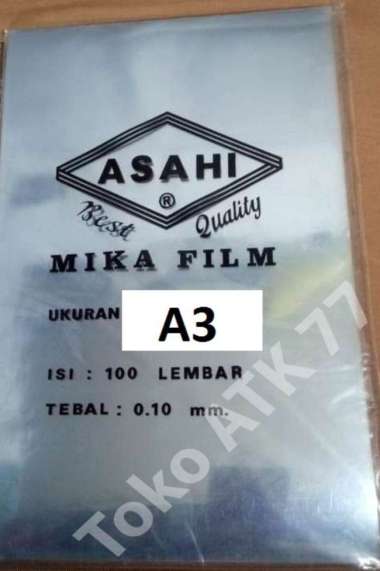 ASAHI
®
Best Quality
MIKA FILM
UKURAN A3
ISI : 100 LEMBAR
TEBAL : 0.10 mm.
Toko ATK 77